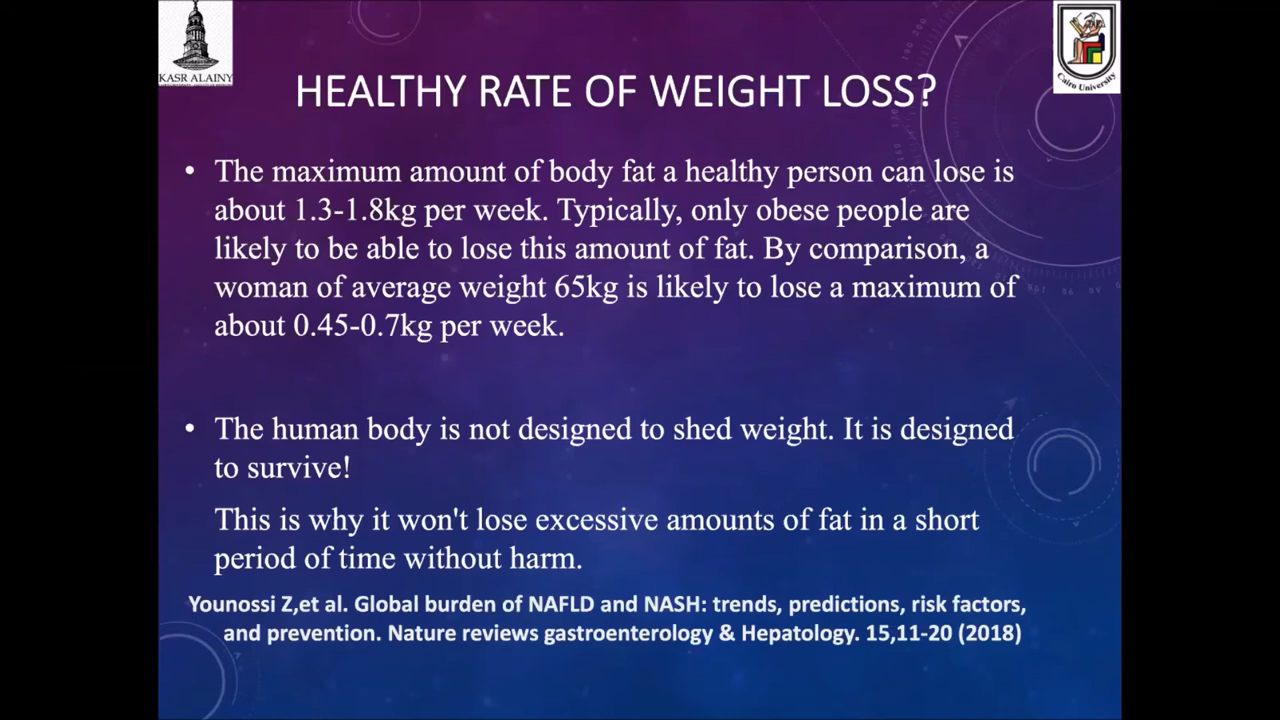 KASR ALAINY
Cairo University
HEALTHY RATE OF WEIGHT LOSS?
• The maximum amount of body fat a healthy person can lose is
about 1.3-1.8kg per week. Typically, only obese people are
likely to be able to lose this amount of fat. By comparison, a
woman of average weight 65kg is likely to lose a maximum of
about 0.45-0.7kg per week.
• The human body is not designed to shed weight. It is designed
to survive!
This is why it won't lose excessive amounts of fat in a short
period of time without harm.
Younossi Z,et al. Global burden of NAFLD and NASH: trends, predictions, risk factors,
and prevention. Nature reviews gastroenterology & Hepatology. 15,11-20 (2018)